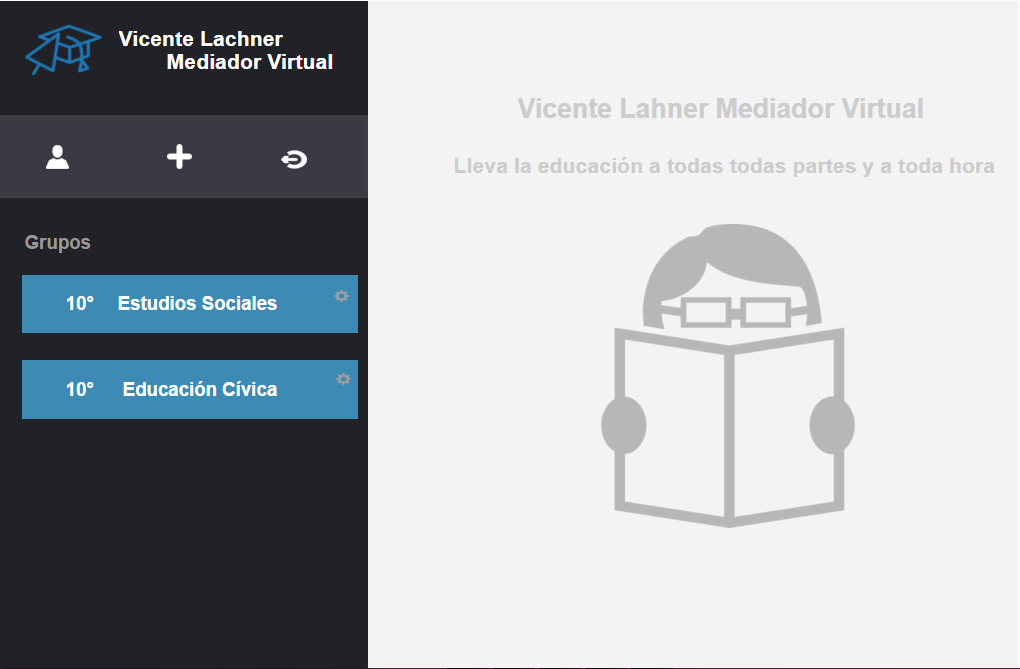 Vicente Lachner
Mediador Virtual
Grupos
10° Estudios Sociales
10° Educación Cívica
Vicente Lahner Mediador Virtual
Lleva la educación a todas todas partes y a toda hora